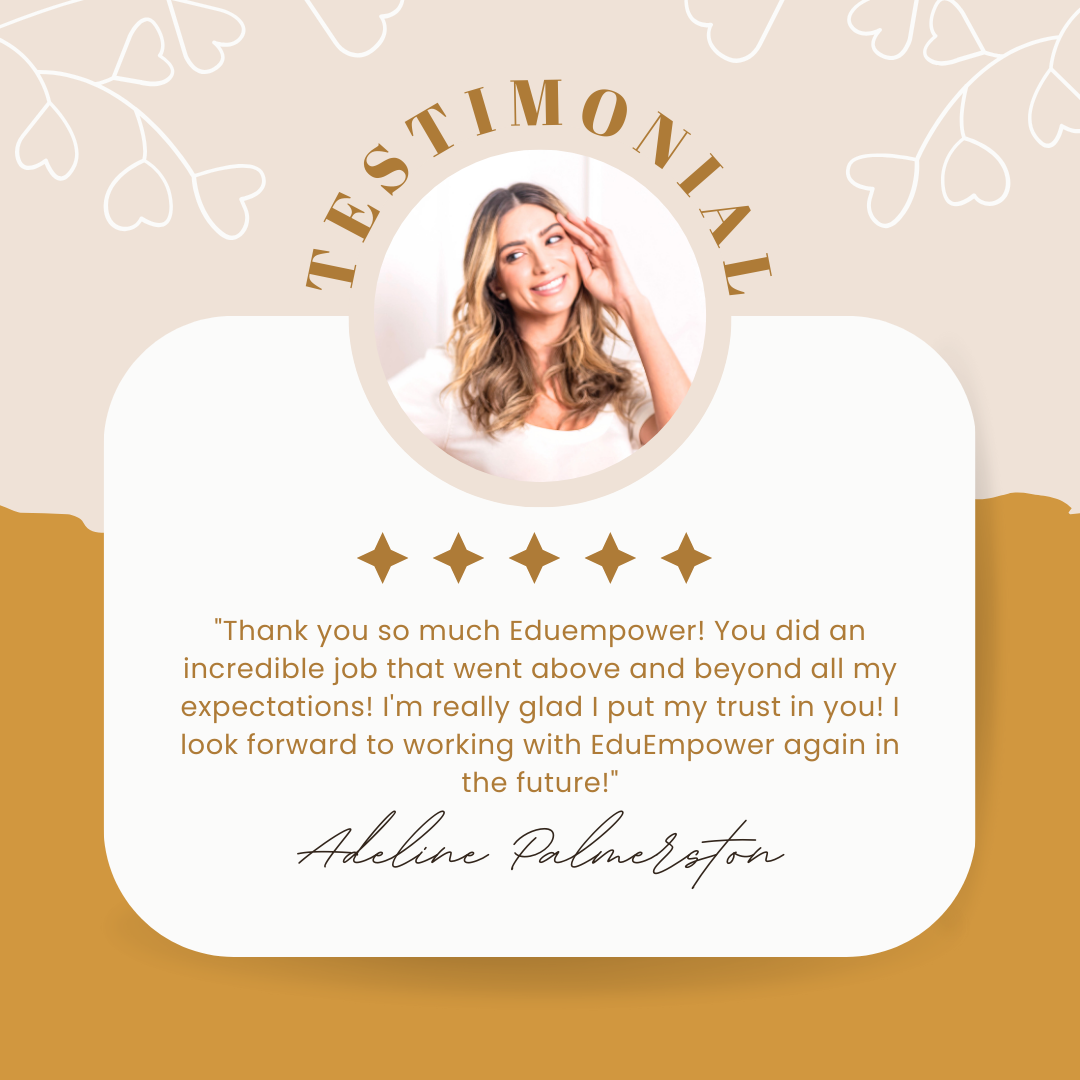 TESTIMONIAL
"Thank you so much Eduempower! You did an
incredible job that went above and beyond all my
expectations! I'm really glad I put my trust in you! I
look forward to working with EduEmpower again in
the future!"
Adeline Palmerston